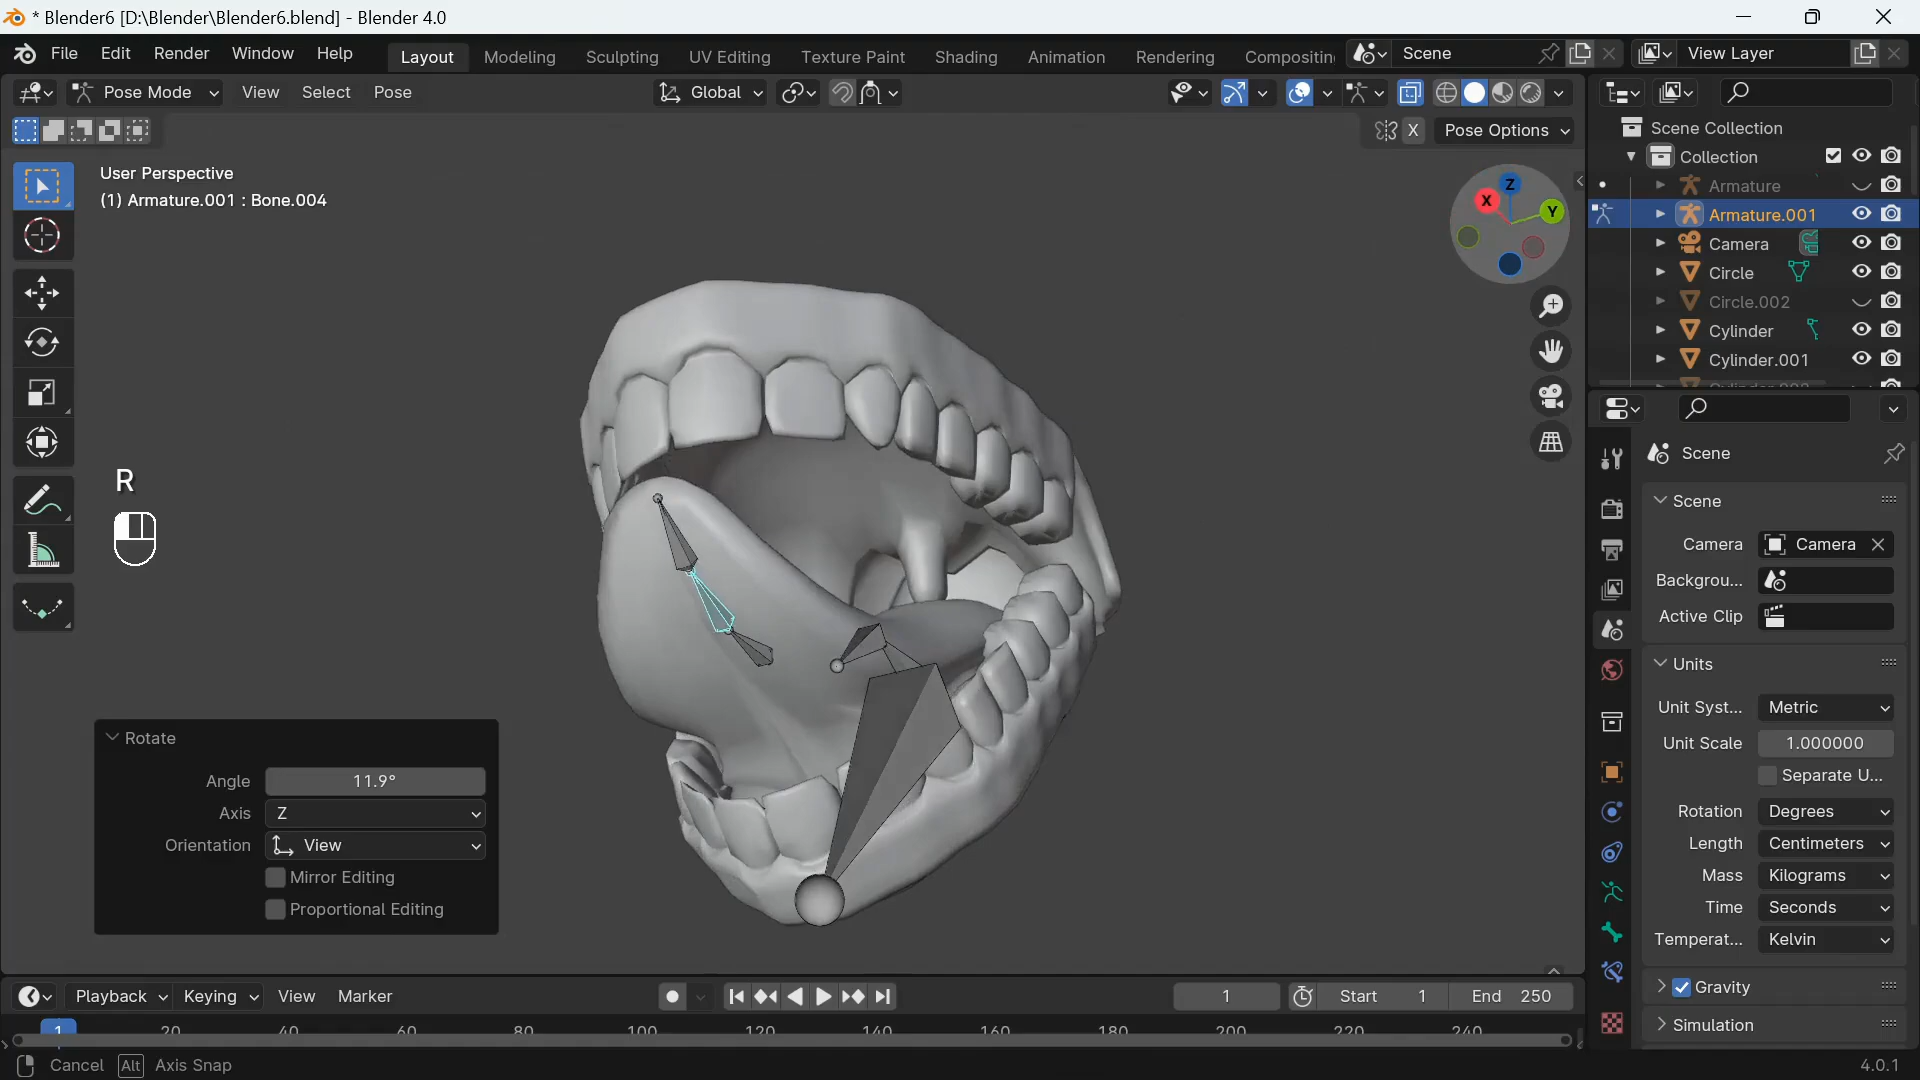 * Blender6 [D:\Blender\Blender6.blend] - Blender 4.0
File Edit Render Window Help Layout Modeling Sculpting UV Editing Texture Paint Shading Animation Rendering Compositin Scene View Layer
Pose Mode View Select Pose Global
X Pose Options
User Perspective
(1) Armature.001 : Bone.004
Z
X
Y
R
Rotate
Angle 11.9°
Axis Z
Orientation View
Mirror Editing
Proportional Editing
Scene Collection
Collection
Armature
Armature.001
Camera
Circle
Circle.002
Cylinder
Cylinder.001
Scene
Scene
Camera Camera
Backgrou...
Active Clip
Units
Unit Syst... Metric
Unit Scale 1.000000
Separate U...
Rotation Degrees
Length Centimeters
Mass Kilograms
Time Seconds
Temperat... Kelvin
Gravity
Simulation
Playback Keying View Marker 1 Start 1 End 250
1 20 40 60 80 100 120 140 160 180 200 220 240
Cancel Alt Axis Snap 4.0.1